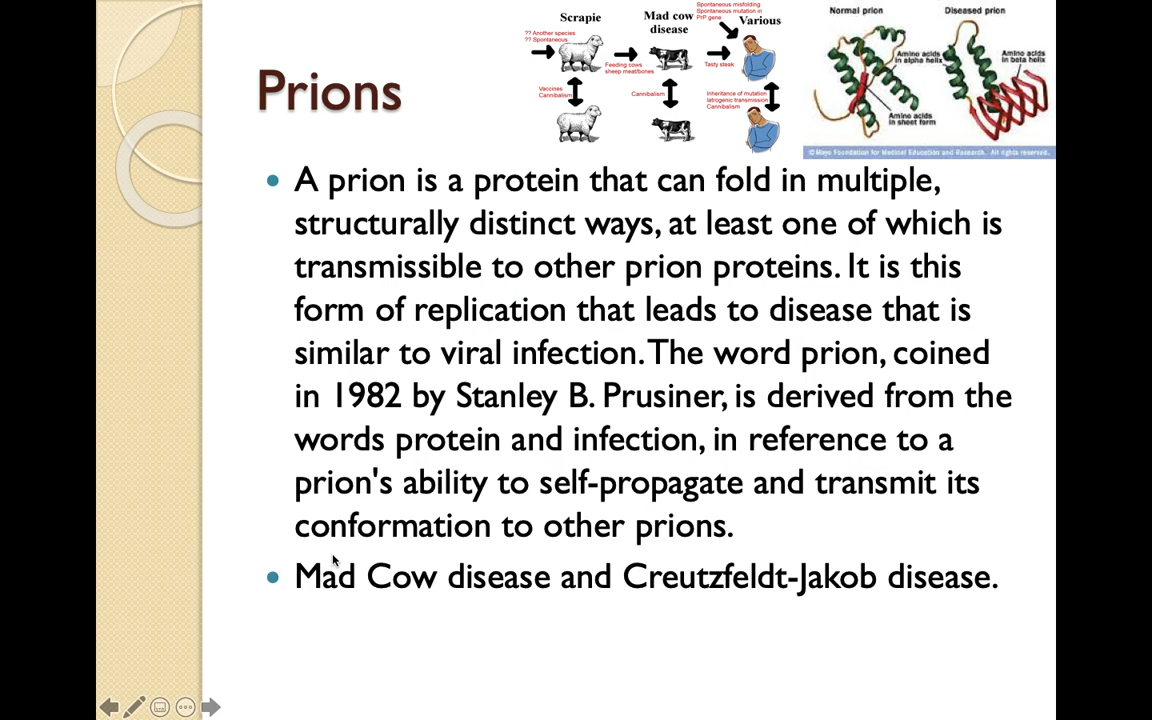 Prions
Scrapie
?? Another species
?? Spontaneous
Vaccines
Cannibalism
Feeding cows
sheep meat/bones
Mad cow
disease
Cannibalism
Spontaneous misfolding
Spontaneous mutation in
PrP gene
Various
Tasty steak
Inheritance of mutation
Iatrogenic transmission
Cannibalism
Normal prion
Diseased prion
Amino acids
in alpha helix
Amino acids
in sheet form
Amino acids
in beta helix
© Mayo Foundation for Medical Education and Research. All rights reserved.
A prion is a protein that can fold in multiple,
structurally distinct ways, at least one of which is
transmissible to other prion proteins. It is this
form of replication that leads to disease that is
similar to viral infection. The word prion, coined
in 1982 by Stanley B. Prusiner, is derived from the
words protein and infection, in reference to a
prion's ability to self-propagate and transmit its
conformation to other prions.
Mad Cow disease and Creutzfeldt-Jakob disease.